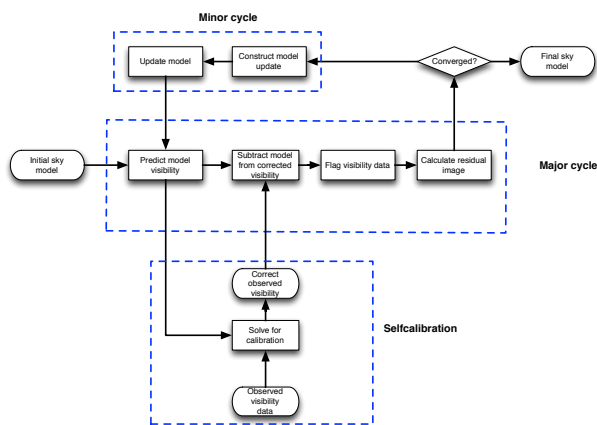 Minor cycle
Update model
Construct model
update
Converged?
Final sky
model
Initial sky
model
Predict model
visibility
Subtract model
from corrected
visibility
Flag visibility data
Calculate residual
image
Major cycle
Correct
observed
visibility
Solve for
calibration
Selfcalibration
Observed
visibility
data